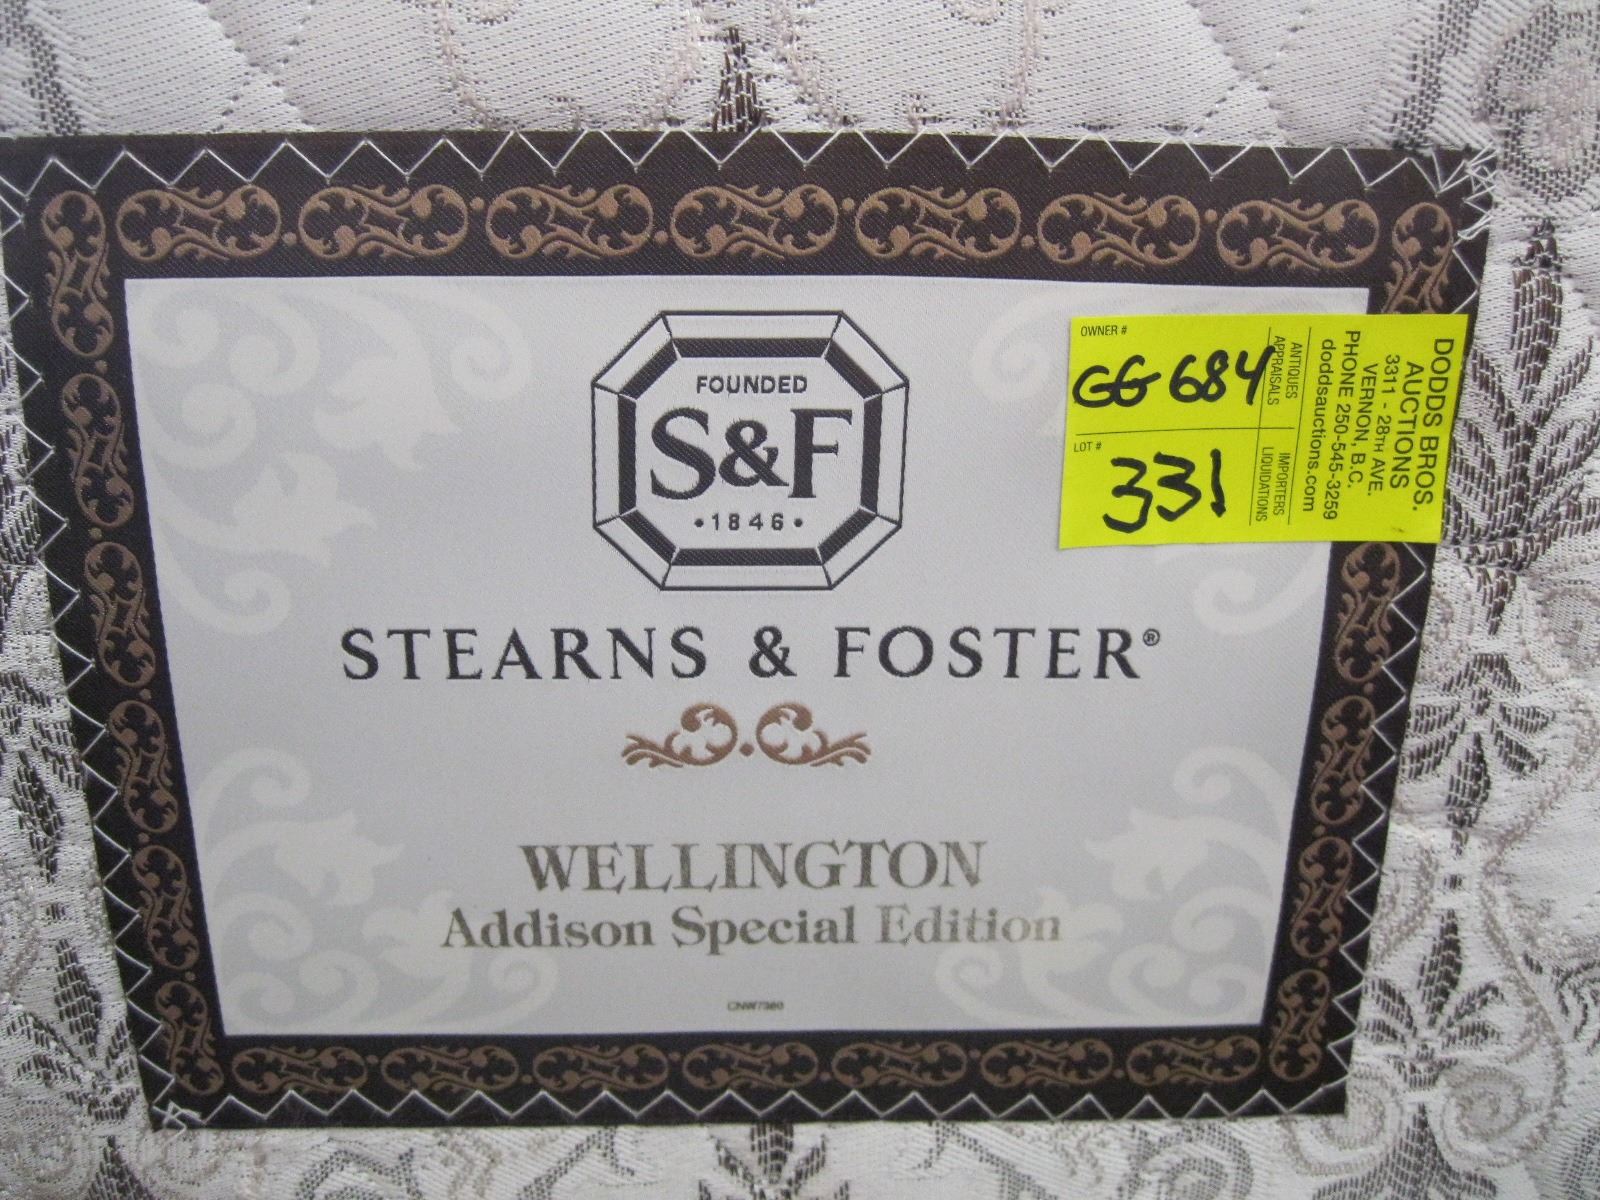 FOUNDED
S&F
•1846•
STEARNS & FOSTER®
WELLINGTON
Addison Special Edition
CNW7380
OWNER #
GG 684
LOT #
331
ANTIQUES
APPRAISALS
IMPORTERS
LIQUIDATIONS
DODDS BROS.
AUCTIONS
3311 - 28TH AVE.
VERNON, B.C.
PHONE 250-545-3259
doddsauctions.com